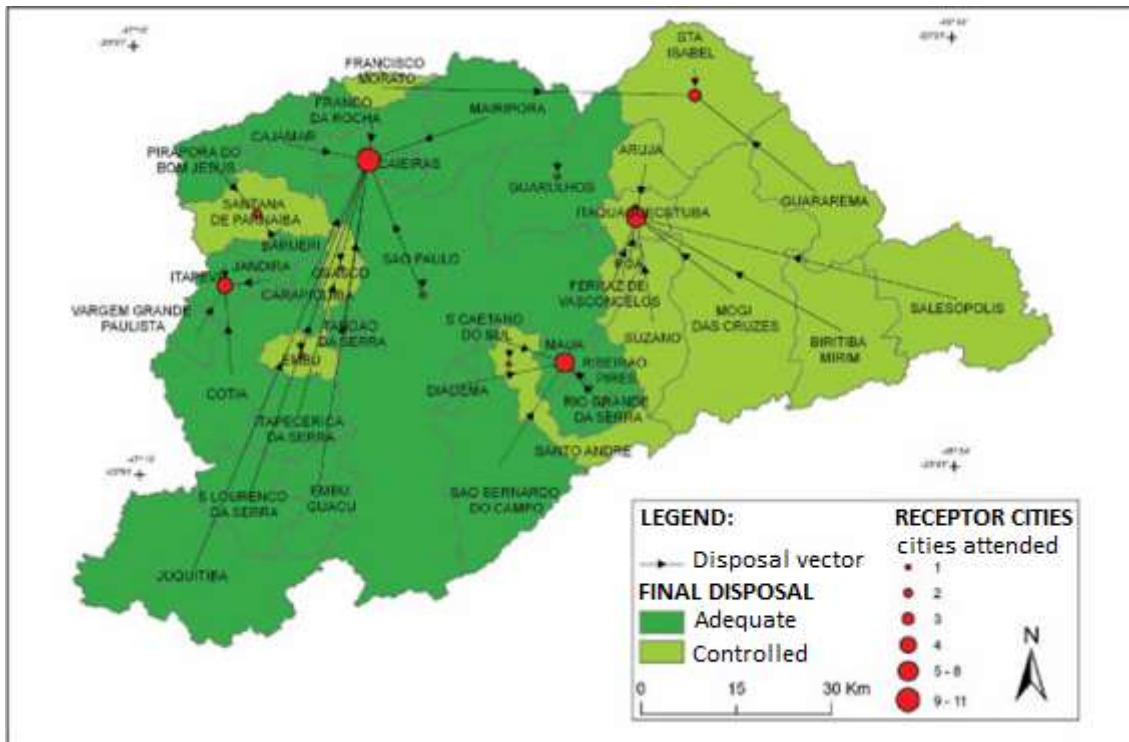 STA
ISABEL
FRANCISCO
MORATO
FRANCO
DA ROCHA
MAIRIPORA
CAJAMAR
CAIEIRAS
PIRAPORA DO
BOM JESUS
ARUJA
GUARULHOS
GUARAREMA
SANTANA
DE PARNAIBA
BARUERI
SAO PAULO
OSASCO
JANDIRA
ITAPEVI
CARAPICUIBA
POA
FERRAZ DE
VASCONCELOS
SALESOPOLIS
MOGI
DAS CRUZES
VARGEM GRANDE
PAULISTA
TABOAO
DA SERRA
S CAETANO
DO SUL
SUZANO
MAUA
BIRITIBA
MIRIM
EMBU
RIBEIRAO
PIRES
COTIA
DIADEMA
RIO GRANDE
DA SERRA
ITAPECERICA
DA SERRA
SANTO ANDRE
S LOURENCO
DA SERRA
EMBU
GUACU
SAO BERNARDO
DO CAMPO
JUQUITIBA
LEGEND:
Disposal vector
FINAL DISPOSAL
Adequate
Controlled
0 15 30 Km
RECEPTOR CITIES
cities attended
1
2
3
4
5 - 8
9 - 11
N